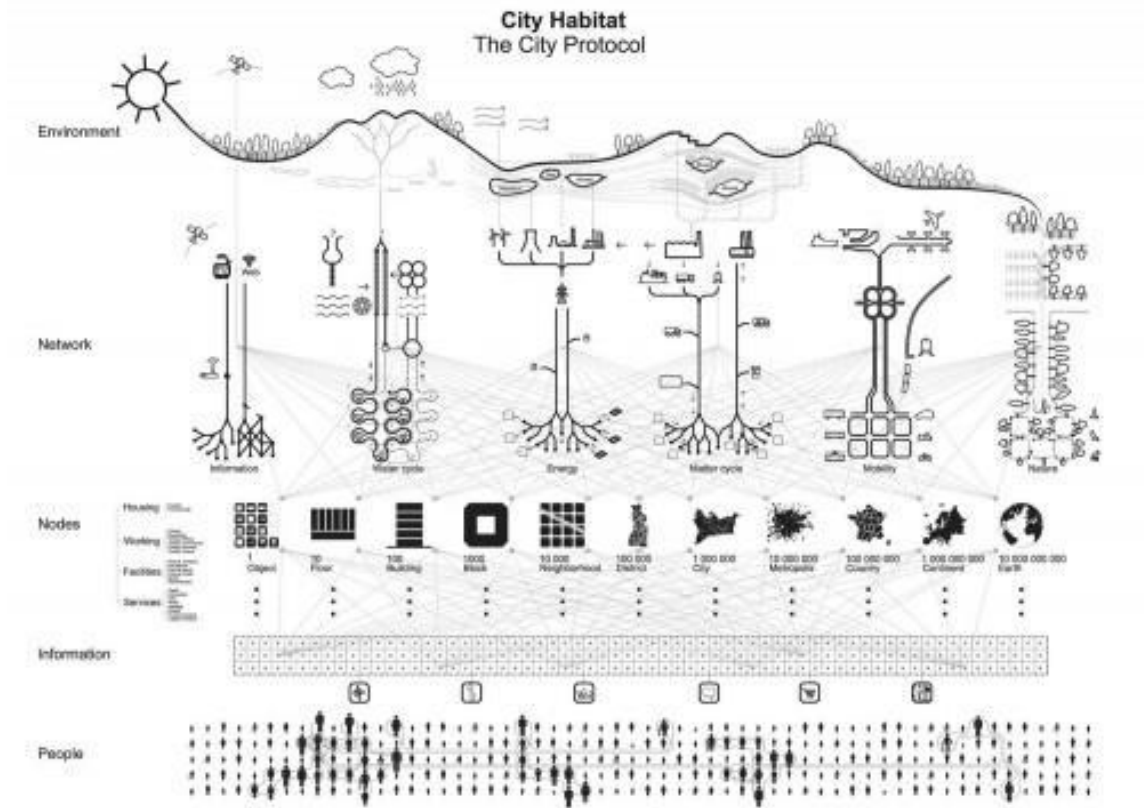 City Habitat
The City Protocol
Environment
Web
Network
Information
Water cycle
Energy
Matter cycle
Mobility
Nature
Nodes
Housing
Working
Facilities
Services
1
Object
10
Floor
100
Building
1000
Block
10 000
Neighborhood
100 000
District
1 000 000
City
10 000 000
Metropolis
100 000 000
Country
1 000 000 000
Continent
10 000 000 000
Earth
Information
People